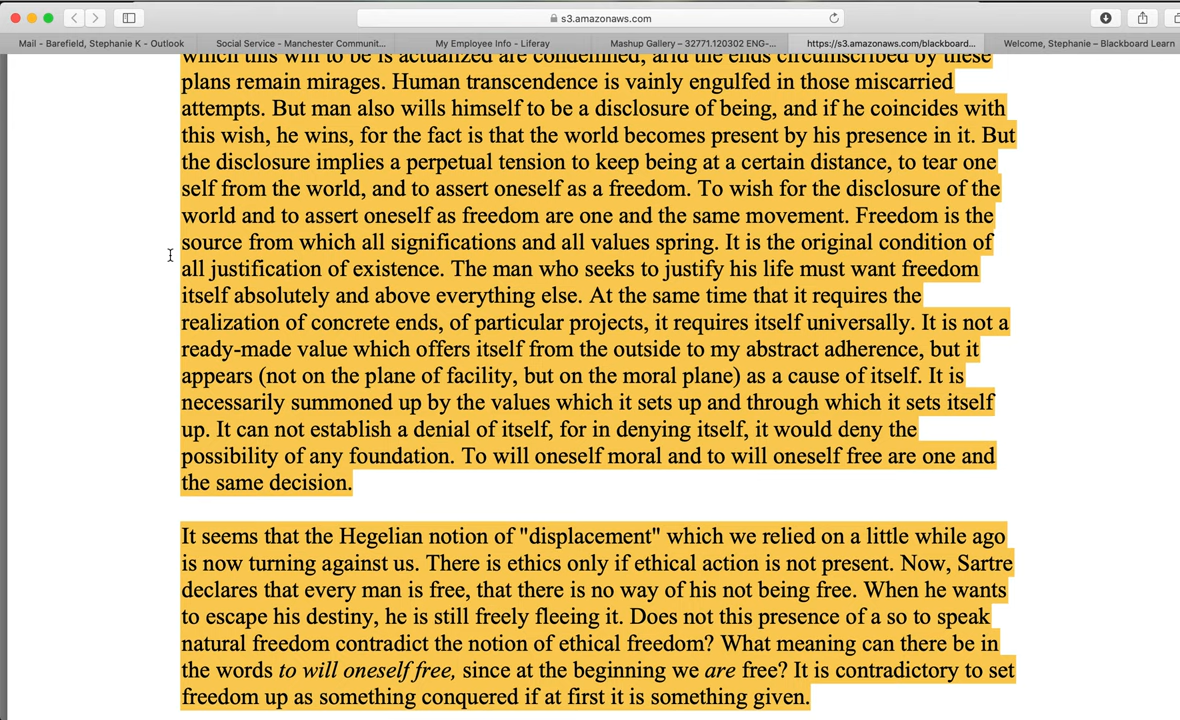 s3.amazonaws.com
Mail - Barefield, Stephanie K - Outlook
Social Service - Manchester Communit...
My Employee Info - Liferay
Mashup Gallery – 32771.120302 ENG-...
https://s3.amazonaws.com/blackboard...
Welcome, Stephanie – Blackboard Learn
which this will to be is actualized are condemned, and the ends circumscribed by these
plans remain mirages. Human transcendence is vainly engulfed in those miscarried
attempts. But man also wills himself to be a disclosure of being, and if he coincides with
this wish, he wins, for the fact is that the world becomes present by his presence in it. But
the disclosure implies a perpetual tension to keep being at a certain distance, to tear one
self from the world, and to assert oneself as a freedom. To wish for the disclosure of the
world and to assert oneself as freedom are one and the same movement. Freedom is the
source from which all significations and all values spring. It is the original condition of
all justification of existence. The man who seeks to justify his life must want freedom
itself absolutely and above everything else. At the same time that it requires the
realization of concrete ends, of particular projects, it requires itself universally. It is not a
ready-made value which offers itself from the outside to my abstract adherence, but it
appears (not on the plane of facility, but on the moral plane) as a cause of itself. It is
necessarily summoned up by the values which it sets up and through which it sets itself
up. It can not establish a denial of itself, for in denying itself, it would deny the
possibility of any foundation. To will oneself moral and to will oneself free are one and
the same decision.
It seems that the Hegelian notion of "displacement" which we relied on a little while ago
is now turning against us. There is ethics only if ethical action is not present. Now, Sartre
declares that every man is free, that there is no way of his not being free. When he wants
to escape his destiny, he is still freely fleeing it. Does not this presence of a so to speak
natural freedom contradict the notion of ethical freedom? What meaning can there be in
the words to will oneself free, since at the beginning we are free? It is contradictory to set
freedom up as something conquered if at first it is something given.